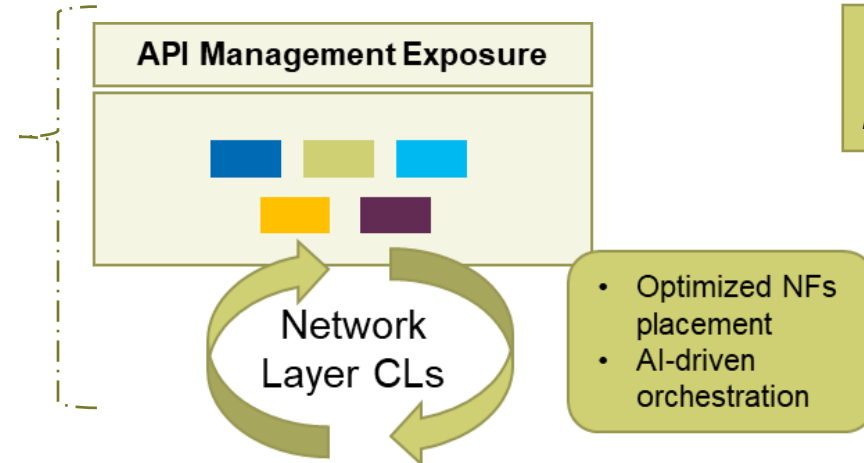 API Management Exposure
Network
Layer CLs
• Optimized NFs
placement
• AI-driven
orchestration